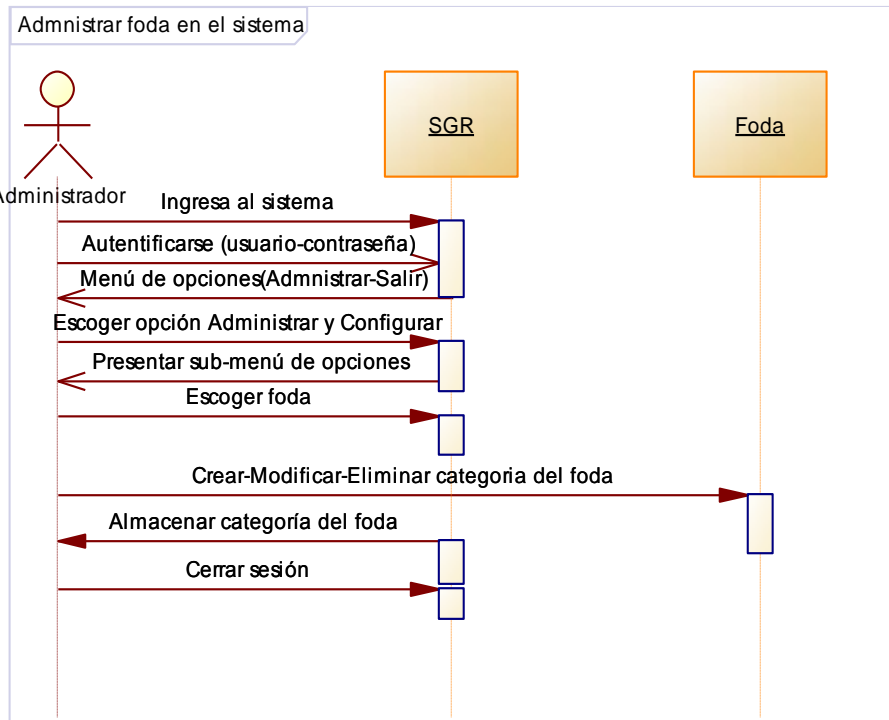 Admnistrar foda en el sistema
SGR
Foda
Administrador
Ingresa al sistema
Autentificarse (usuario-contraseña)
Menú de opciones(Admnistrar-Salir)
Escoger opción Administrar y Configurar
Presentar sub-menú de opciones
Escoger foda
Crear-Modificar-Eliminar categoria del foda
Almacenar categoría del foda
Cerrar sesión